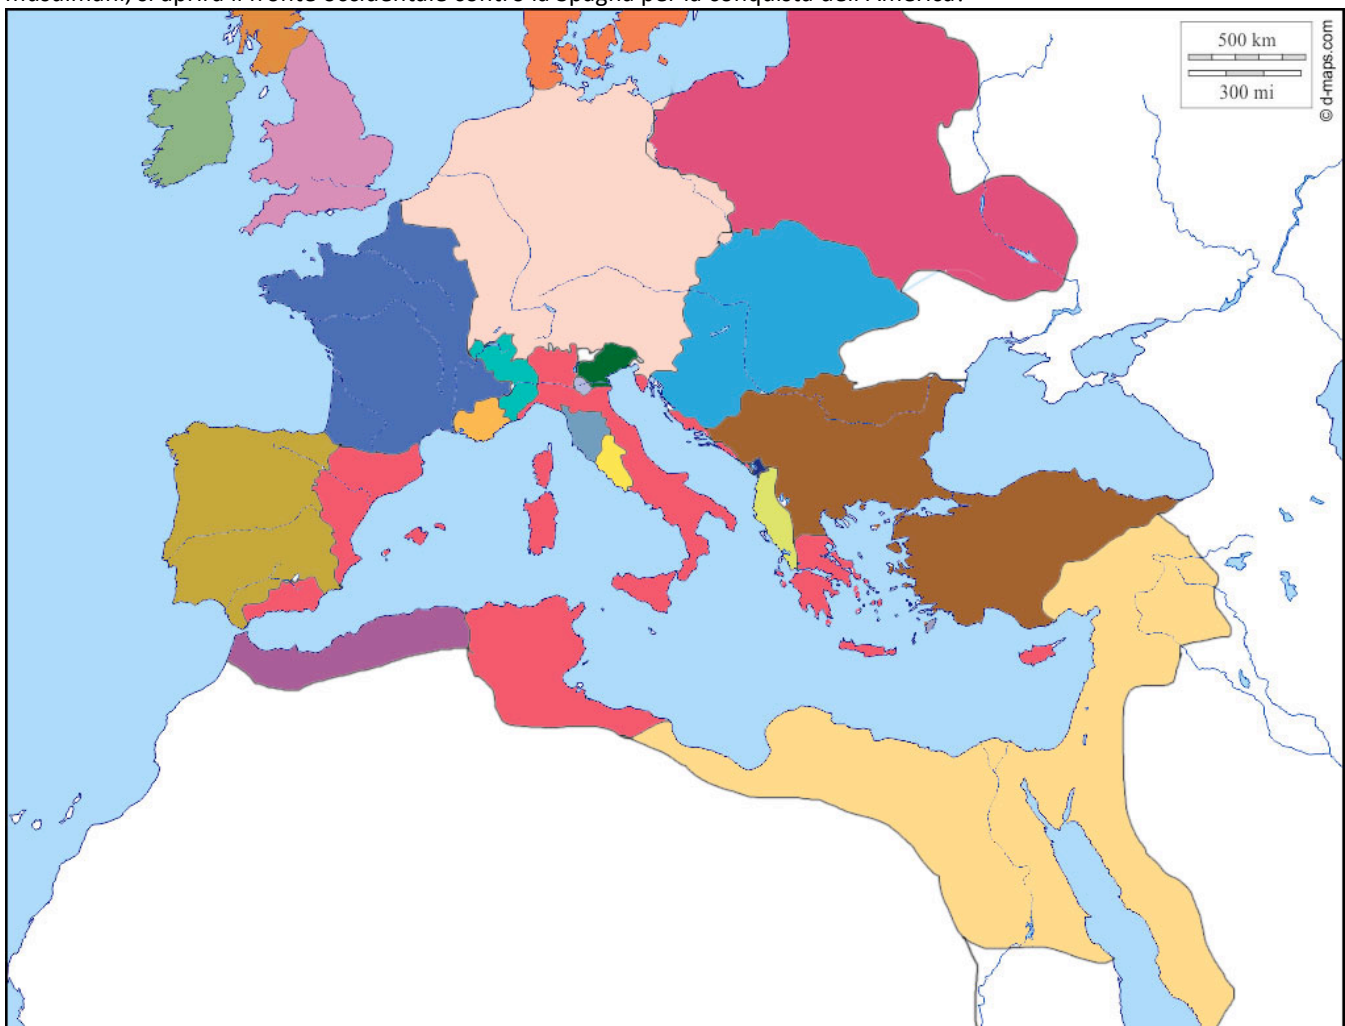 musulmani, si aprirà il fronte occidentale contro la Spagna per la conquista dell'America.
500 km
300 mi
© d-maps.com